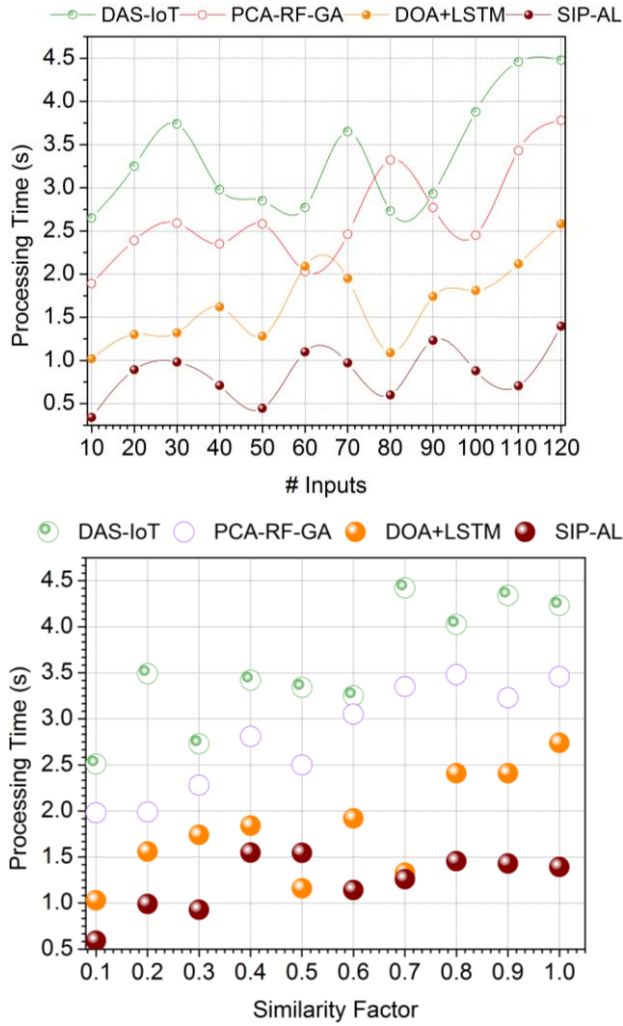 DAS-IoT PCA-RF-GA DOA+LSTM SIP-AL
4.5
4.0
3.5
3.0
2.5
2.0
1.5
1.0
0.5
Processing Time (s)
10 20 30 40 50 60 70 80 90 100 110 120
# Inputs
DAS-IoT PCA-RF-GA DOA+LSTM SIP-AL
4.5
4.0
3.5
3.0
2.5
2.0
1.5
1.0
0.5
Processing Time (s)
0.1 0.2 0.3 0.4 0.5 0.6 0.7 0.8 0.9 1.0
Similarity Factor